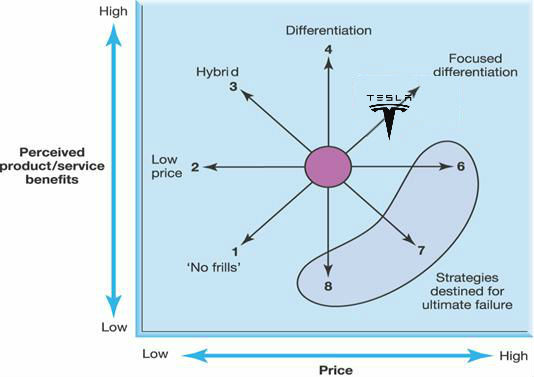 High
Differentiation
4
Focused
differentiation
Hybrid
3
TESLA
Perceived
product/service
benefits
Low
price 2
6
1
'No frills'
7
8
Strategies
destined for
ultimate failure
Low
Low
High
Price